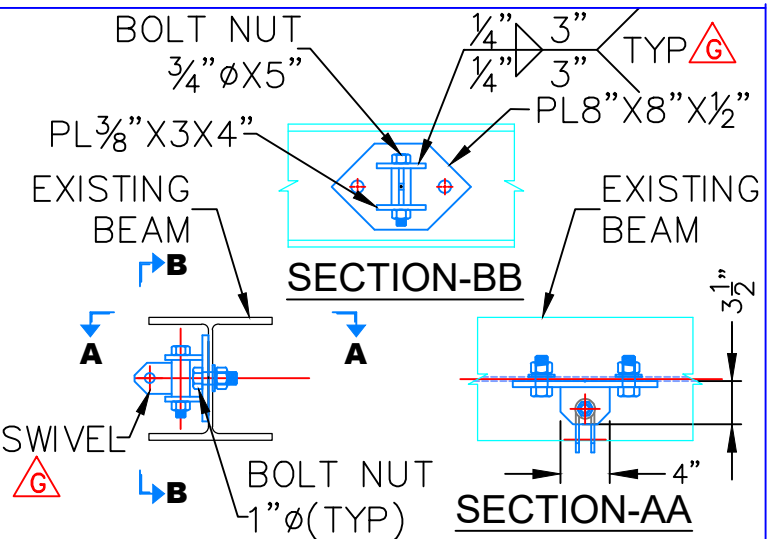 BOLT NUT
¾"øX5"
PL⅜"X3X4"
1/4" 3"
1/4" 3"
TYP G
PL8"X8"X½"
EXISTING
BEAM
EXISTING
BEAM
SECTION-BB
B
A
A
B
SWIVEL
G
BOLT NUT
1"ø(TYP)
3½"
4"
SECTION-AA